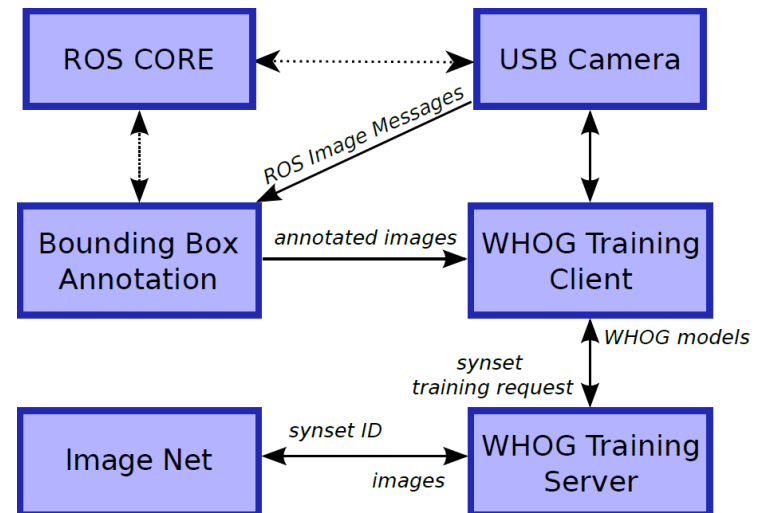 ROS CORE
USB Camera
ROS Image Messages
Bounding Box
Annotation
annotated images
WHOG Training
Client
WHOG models
synset
training request
Image Net
synset ID
images
WHOG Training
Server